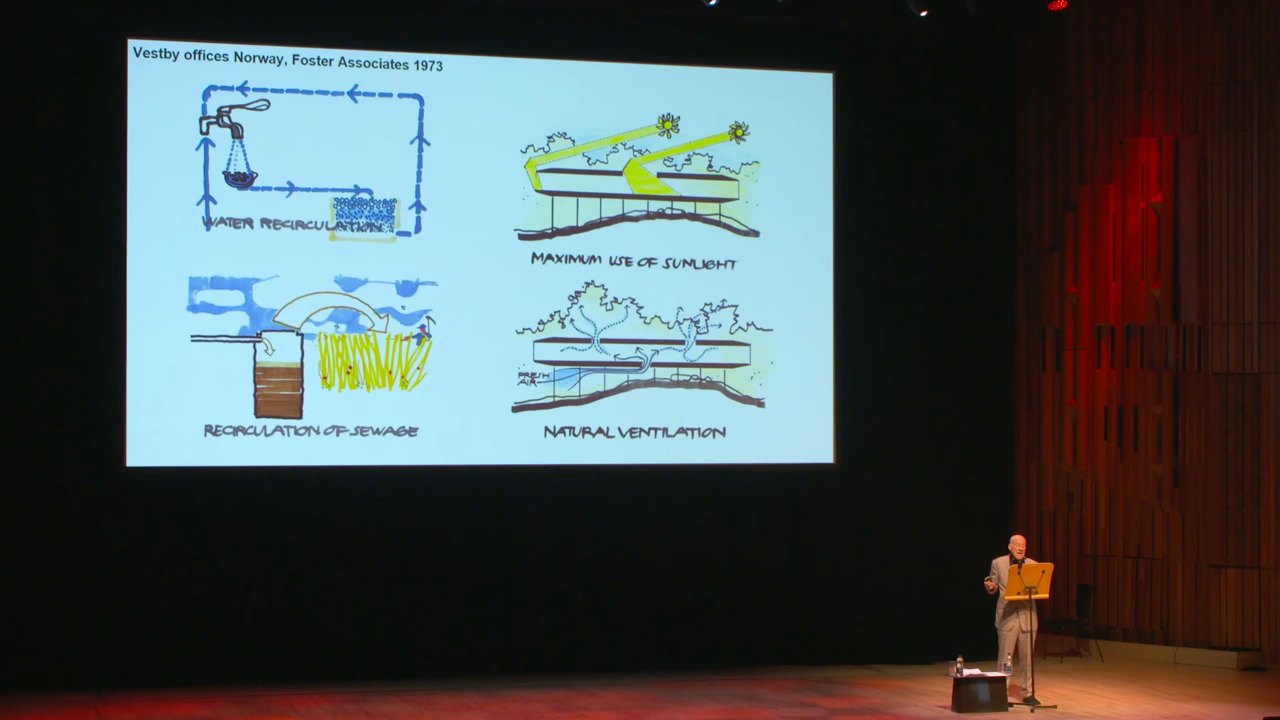 Vestby offices Norway, Foster Associates 1973
WATER RECIRCULATION
MAXIMUM USE OF SUNLIGHT
FRESH
AIR
RECIRCULATION OF SEWAGE
NATURAL VENTILATION